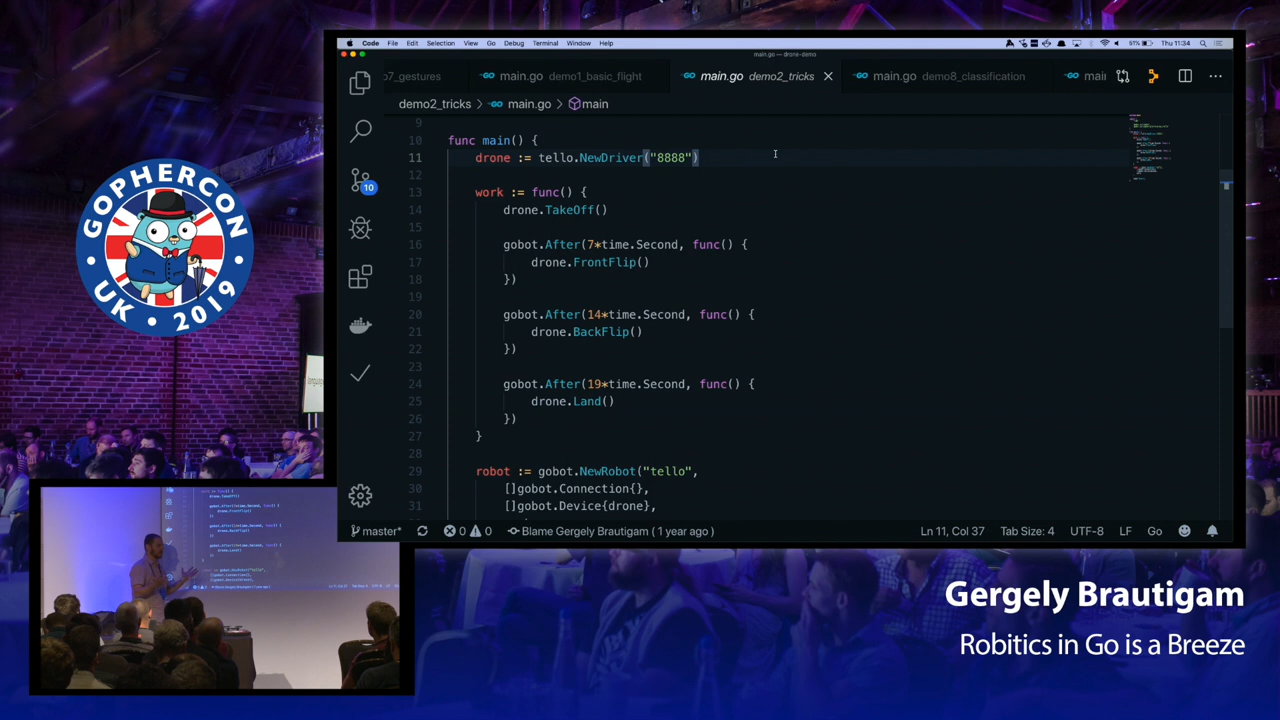 Code File Edit Selection View Go Debug Terminal Window Help 57% Thu 11:34
main.go — drone-demo
o7_gestures main.go demo1_basic_flight main.go demo2_tricks main.go demo8_classification mai
demo2_tricks > main.go > main
9
10 func main() {
11 drone := tello.NewDriver("8888")
12
13 work := func() {
14 drone.TakeOff()
15
16 gobot.After(7*time.Second, func() {
17 drone.FrontFlip()
18 })
19
20 gobot.After(14*time.Second, func() {
21 drone.BackFlip()
22 })
23
24 gobot.After(19*time.Second, func() {
25 drone.Land()
26 })
27 }
28
29 robot := gobot.NewRobot("tello",
30 []gobot.Connection{},
31 []gobot.Device{drone},
10
master* 0 0 Blame Gergely Brautigam ( 1 year ago ) Ln 11, Col 37 Tab Size: 4 UTF-8 LF Go
GOPHERCON
UK 2019
Gergely Brautigam
Robitics in Go is a Breeze